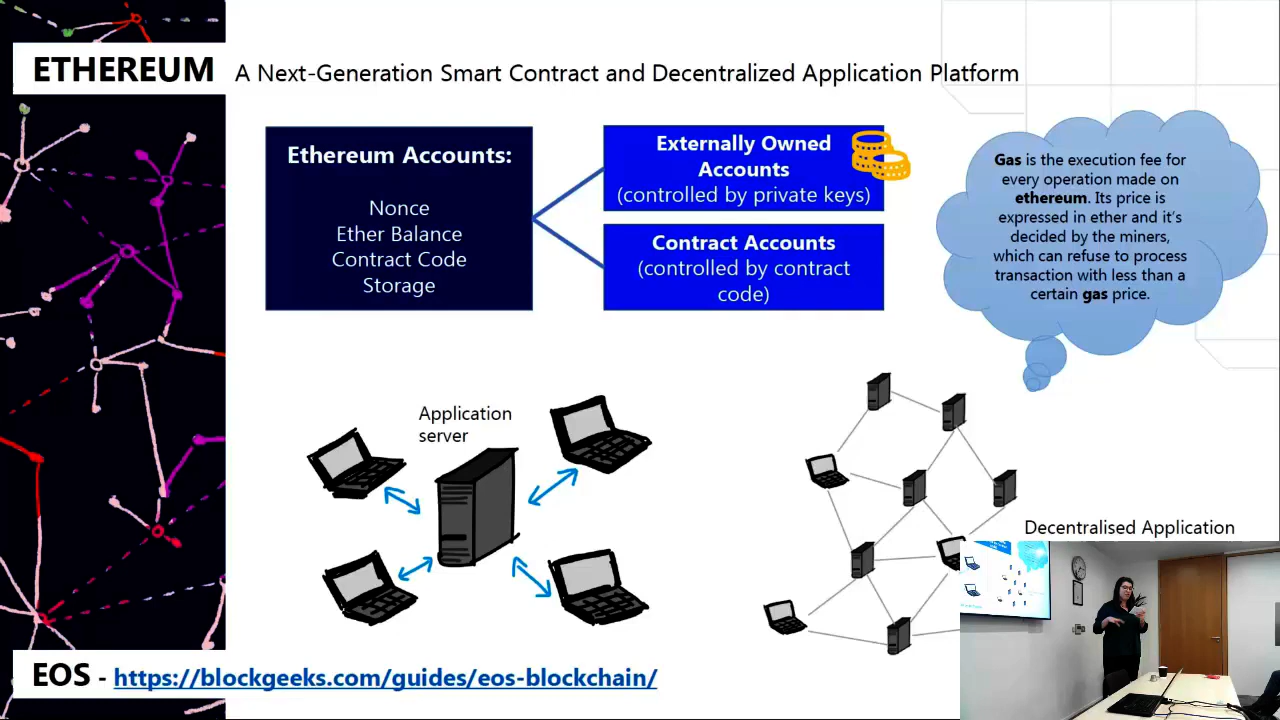 ETHEREUM A Next-Generation Smart Contract and Decentralized Application Platform
Ethereum Accounts:
Nonce
Ether Balance
Contract Code
Storage
Externally Owned
Accounts
(controlled by private keys)
Contract Accounts
(controlled by contract
code)
Gas is the execution fee for
every operation made on
ethereum. Its price is
expressed in ether and it's
decided by the miners,
which can refuse to process
transaction with less than a
certain gas price.
Application
server
Decentralised Application
EOS - https://blockgeeks.com/guides/eos-blockchain/